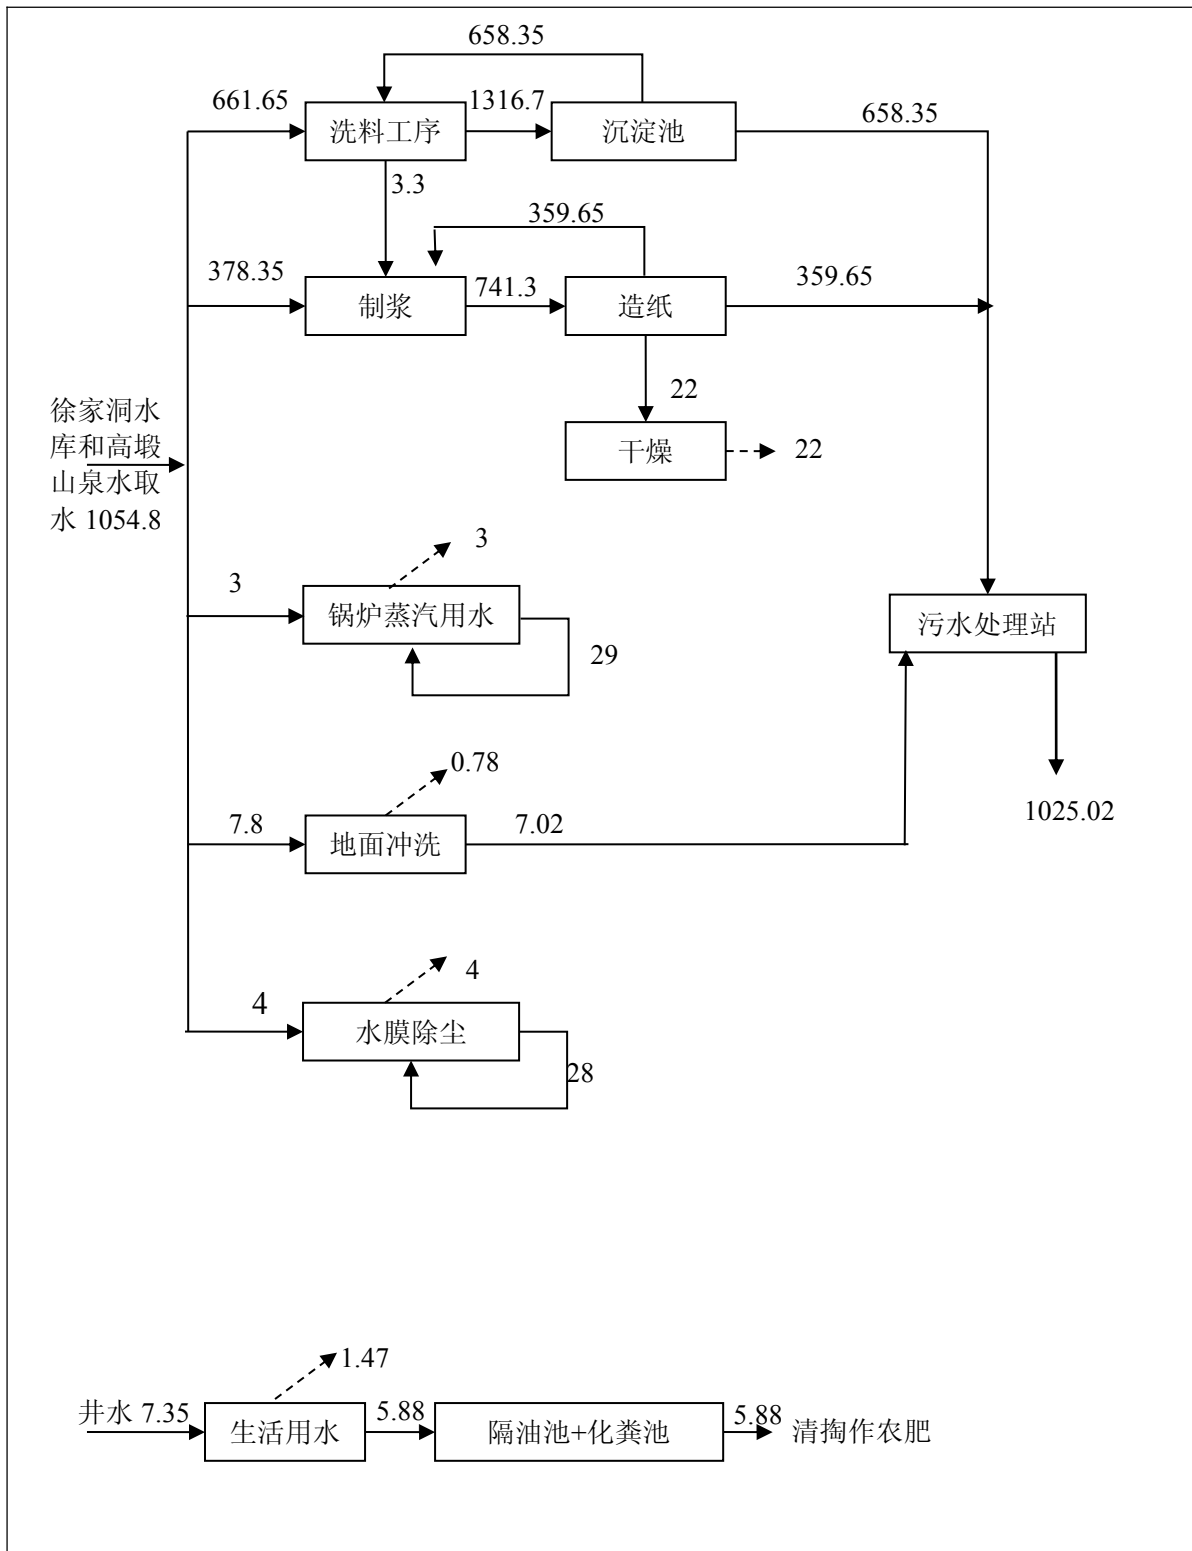 658.35
661.65
1316.7
658.35
洗料工序
沉淀池
3.3
359.65
378.35
741.3
359.65
制浆
造纸
22
徐家洞水
库和高塅
山泉水取
水 1054.8
干燥
22
3
3
锅炉蒸汽用水
29
污水处理站
0.78
7.8
地面冲洗
7.02
1025.02
4
4
水膜除尘
28
1.47
井水 7.35
生活用水
5.88
隔油池+化粪池
5.88
清掏作农肥